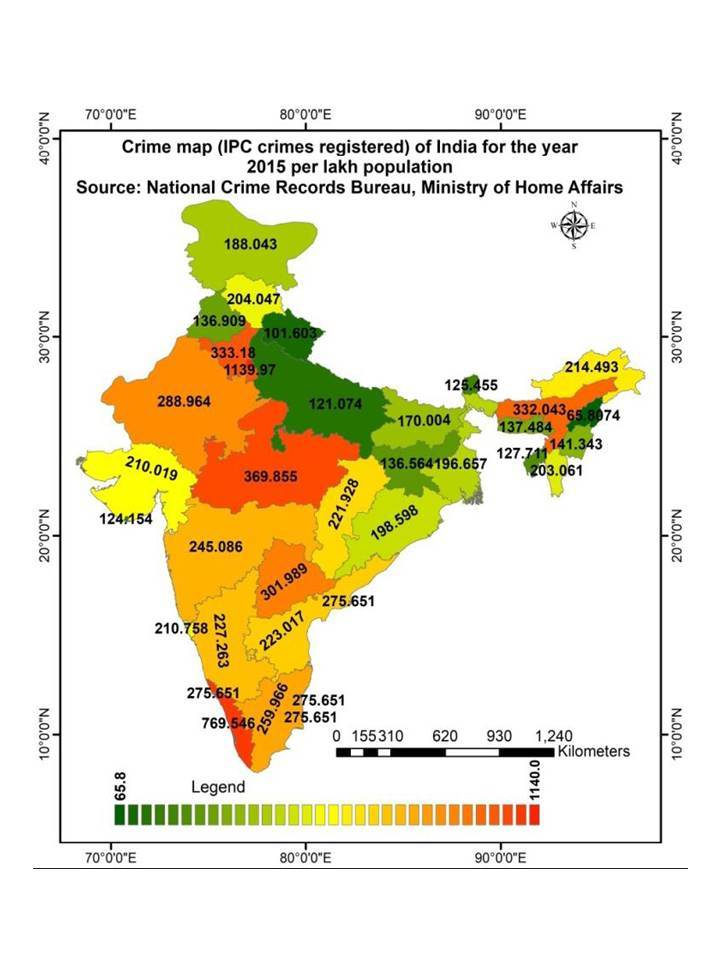 70°0'0"E 80°0'0"E 90°0'0"E
40°0'0"N 40°0'0"N
Crime map (IPC crimes registered) of India for the year
2015 per lakh population
Source: National Crime Records Bureau, Ministry of Home Affairs
N
W E
S
188.043
204.047
136.909
101.603
30°0'0"N 30°0'0"N
333.18
1139.97
214.493
125.455
288.964
121.074
170.004
332.043 65.8074
137.484
141.343
127.711
203.061
210.019
369.855
136.564 196.657
124.154
221.928
198.598
20°0'0"N 20°0'0"N
245.086
301.989
275.651
210.758
227.263
223.017
275.651
259.966
275.651
769.546
275.651
10°0'0"N 10°0'0"N
0 155 310 620 930 1,240
Kilometers
Legend
65.8 1140.0
70°0'0"E 80°0'0"E 90°0'0"E